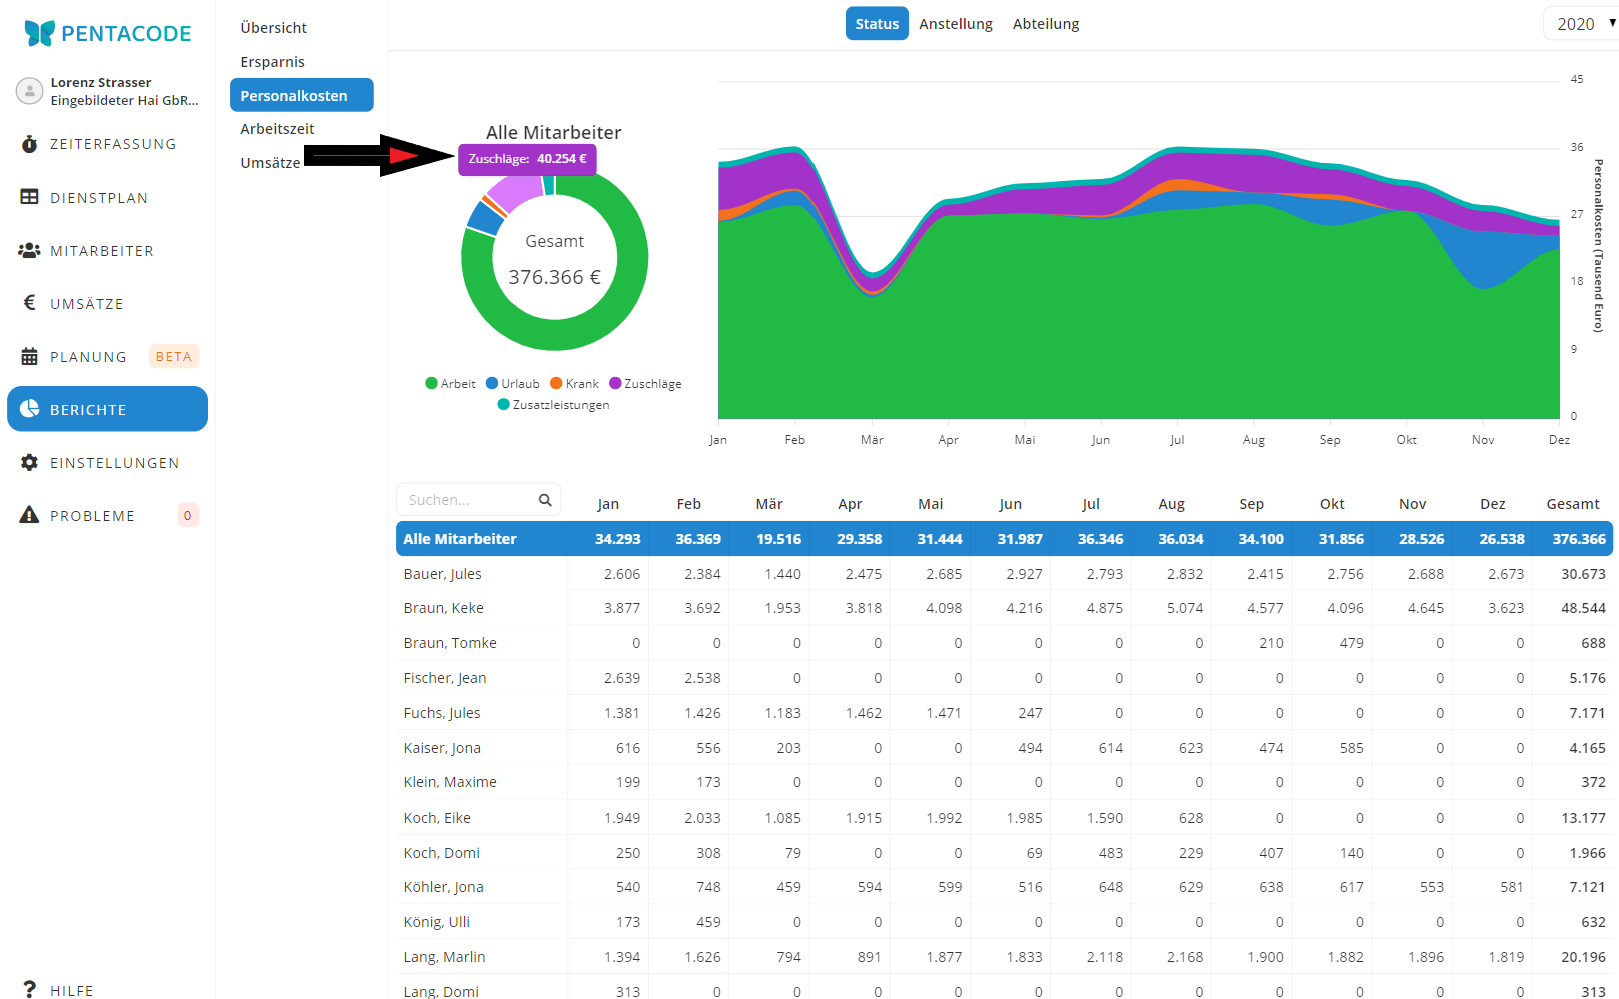 PENTACODE
Lorenz Strasser
Eingebildeter Hai GbR...
ZEITERFASSUNG
DIENSTPLAN
MITARBEITER
€ UMSÄTZE
PLANUNG BETA
BERICHTE
EINSTELLUNGEN
PROBLEME 0
? HILFE
Übersicht
Ersparnis
Personalkosten
Arbeitszeit
Umsätze
Status Anstellung Abteilung
2020
Alle Mitarbeiter
Zuschläge: 40.254 €
Gesamt
376.366 €
Arbeit Urlaub Krank Zuschläge
Zusatzleistungen
45
36
27
18
9
0
Personalkosten (Tausend Euro)
Jan Feb Mär Apr Mai Jun Jul Aug Sep Okt Nov Dez
Suchen... Jan Feb Mär Apr Mai Jun Jul Aug Sep Okt Nov Dez Gesamt
Alle Mitarbeiter 34.293 36.369 19.516 29.358 31.444 31.987 36.346 36.034 34.100 31.856 28.526 26.538 376.366
Bauer, Jules 2.606 2.384 1.440 2.475 2.685 2.927 2.793 2.832 2.415 2.756 2.688 2.673 30.673
Braun, Keke 3.877 3.692 1.953 3.818 4.098 4.216 4.875 5.074 4.577 4.096 4.645 3.623 48.544
Braun, Tomke 0 0 0 0 0 0 0 0 210 479 0 0 688
Fischer, Jean 2.639 2.538 0 0 0 0 0 0 0 0 0 0 5.176
Fuchs, Jules 1.381 1.426 1.183 1.462 1.471 247 0 0 0 0 0 0 7.171
Kaiser, Jona 616 556 203 0 0 494 614 623 474 585 0 0 4.165
Klein, Maxime 199 173 0 0 0 0 0 0 0 0 0 0 372
Koch, Eike 1.949 2.033 1.085 1.915 1.992 1.985 1.590 628 0 0 0 0 13.177
Koch, Domi 250 308 79 0 0 69 483 229 407 140 0 0 1.966
Köhler, Jona 540 748 459 594 599 516 648 629 638 617 553 581 7.121
König, Ulli 173 459 0 0 0 0 0 0 0 0 0 0 632
Lang, Marlin 1.394 1.626 794 891 1.877 1.833 2.118 2.168 1.900 1.882 1.896 1.819 20.196
Lang, Domi 313 0 0 0 0 0 0 0 0 0 0 0 313